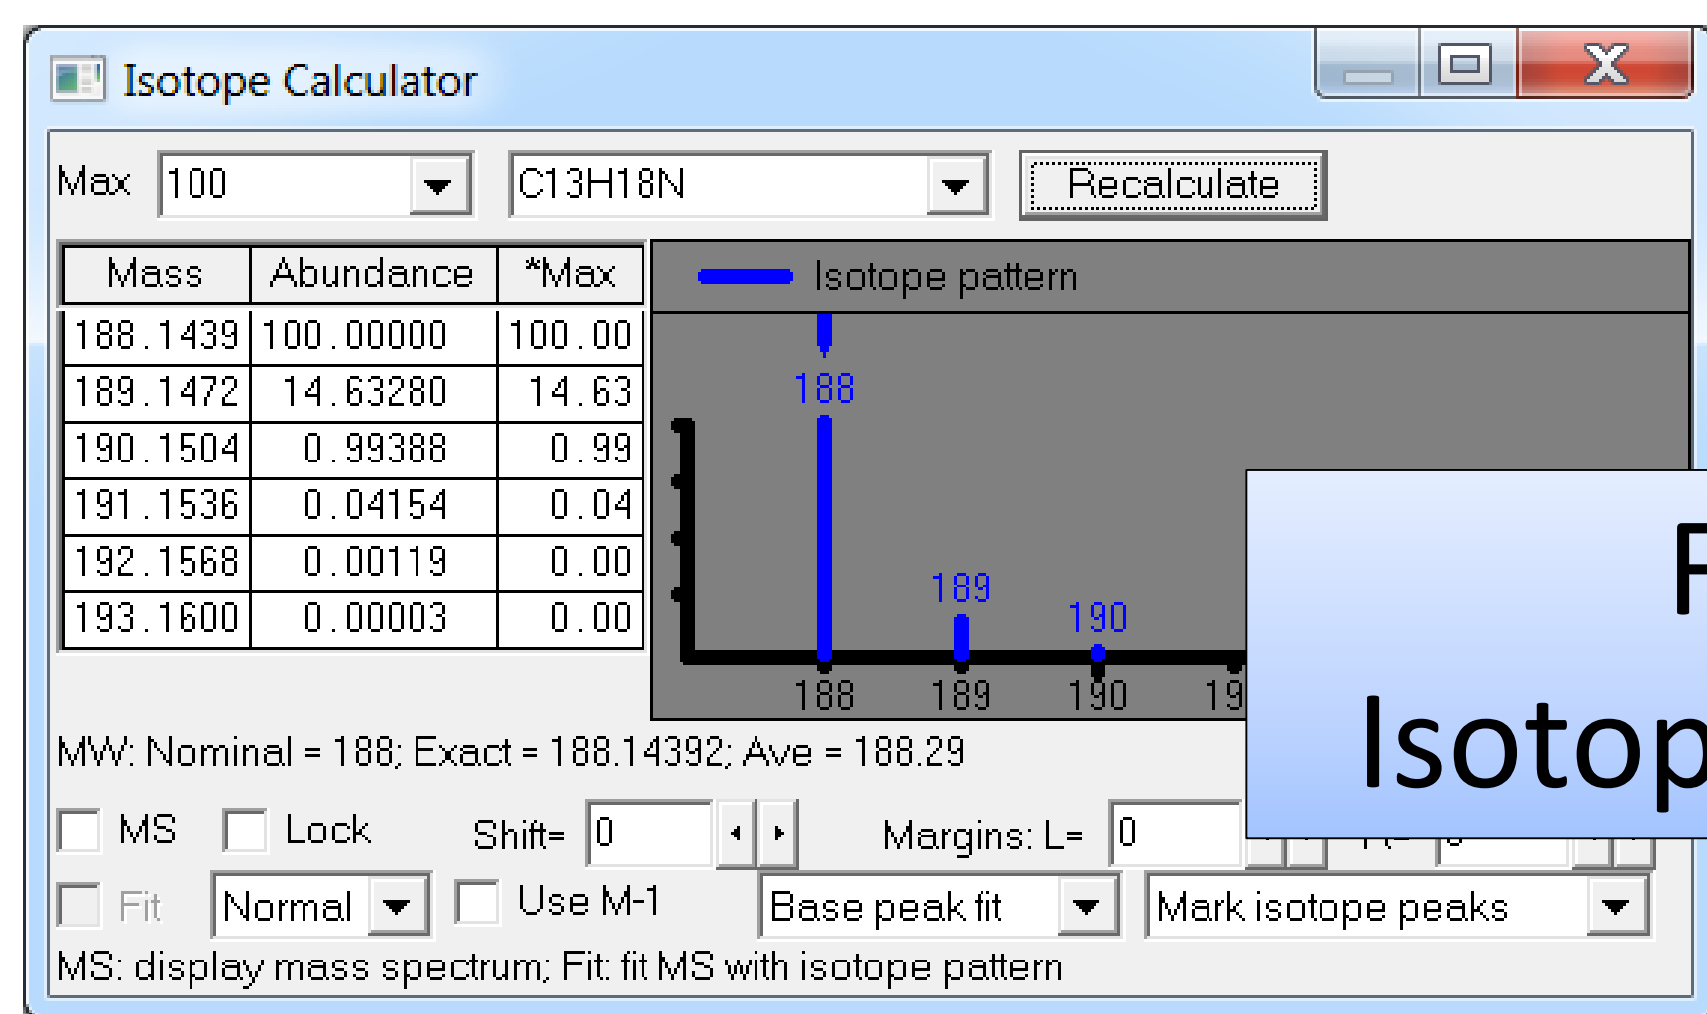 Isotope Calculator
Max 100 C13H18N Recalculate
Mass Abundance *Max
188.1439 100.00000 100.00
189.1472 14.63280 14.63
190.1504 0.99388 0.99
191.1536 0.04154 0.04
192.1568 0.00119 0.00
193.1600 0.00003 0.00
Isotope pattern
188
189
190
188 189 190 19
F
Isotop
MW: Nominal = 188; Exact = 188.14392; Ave = 188.29
MS Lock Shift= 0 Margins: L= 0
Fit Normal Use M-1 Base peak fit Mark isotope peaks
MS: display mass spectrum; Fit: fit MS with isotope pattern